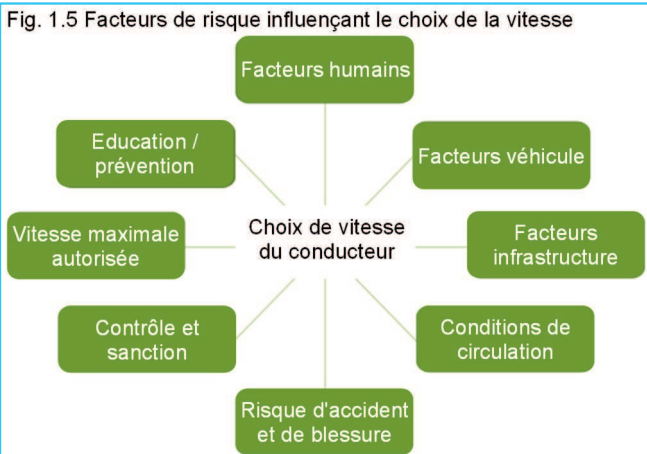 Fig. 1.5 Facteurs de risque influençant le choix de la vitesse
Facteurs humains
Education /
prévention
Facteurs véhicule
Vitesse maximale
autorisée
Choix de vitesse
du conducteur
Facteurs
infrastructure
Contrôle et
sanction
Conditions de
circulation
Risque d'accident
et de blessure